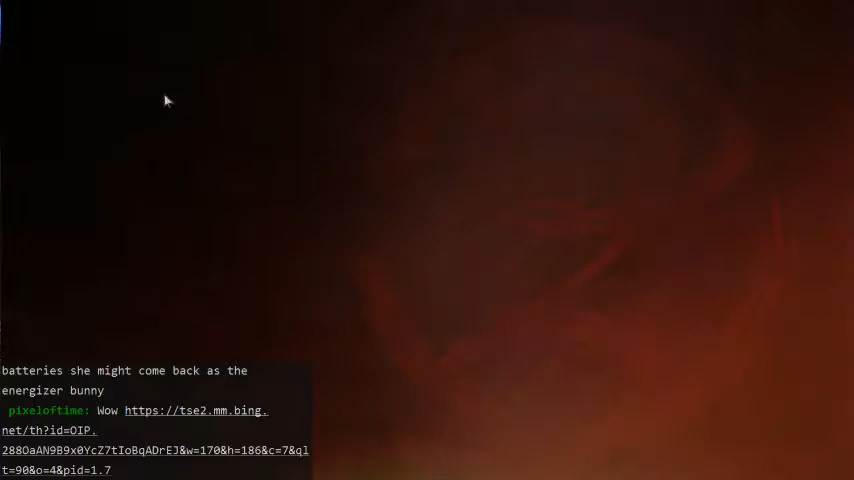 batteries she might come back as the
energizer bunny
pixeloftime: Wow https://tse2.mm.bing.
net/th?id=OIP.
288OaAN9B9x0YcZ7tIoBqADrEJ&w=170&h=186&c=7&ql
t=90&o=4&pid=1.7